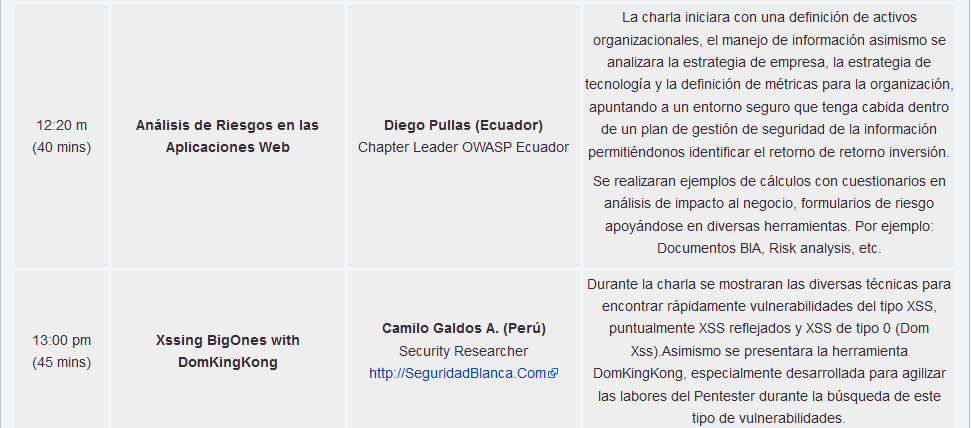 12:20 m
(40 mins)
Análisis de Riesgos en las
Aplicaciones Web
Diego Pullas (Ecuador)
Chapter Leader OWASP Ecuador
La charla iniciara con una definición de activos
organizacionales, el manejo de información asimismo se
analizara la estrategia de empresa, la estrategia de
tecnología y la definición de métricas para la organización,
apuntando a un entorno seguro que tenga cabida dentro
de un plan de gestión de seguridad de la información
permitiéndonos identificar el retorno de retorno inversión.
Se realizaran ejemplos de cálculos con cuestionarios en
análisis de impacto al negocio, formularios de riesgo
apoyándose en diversas herramientas. Por ejemplo:
Documentos BIA, Risk analysis, etc.
13:00 pm
(45 mins)
Xssing BigOnes with
DomKingKong
Camilo Galdos A. (Perú)
Security Researcher
http://SeguridadBlanca.Com
Durante la charla se mostraran las diversas técnicas para
encontrar rápidamente vulnerabilidades del tipo XSS,
puntualmente XSS reflejados y XSS de tipo 0 (Dom
Xss).Asimismo se presentara la herramienta
DomKingKong, especialmente desarrollada para agilizar
las labores del Pentester durante la búsqueda de este
tipo de vulnerabilidades.